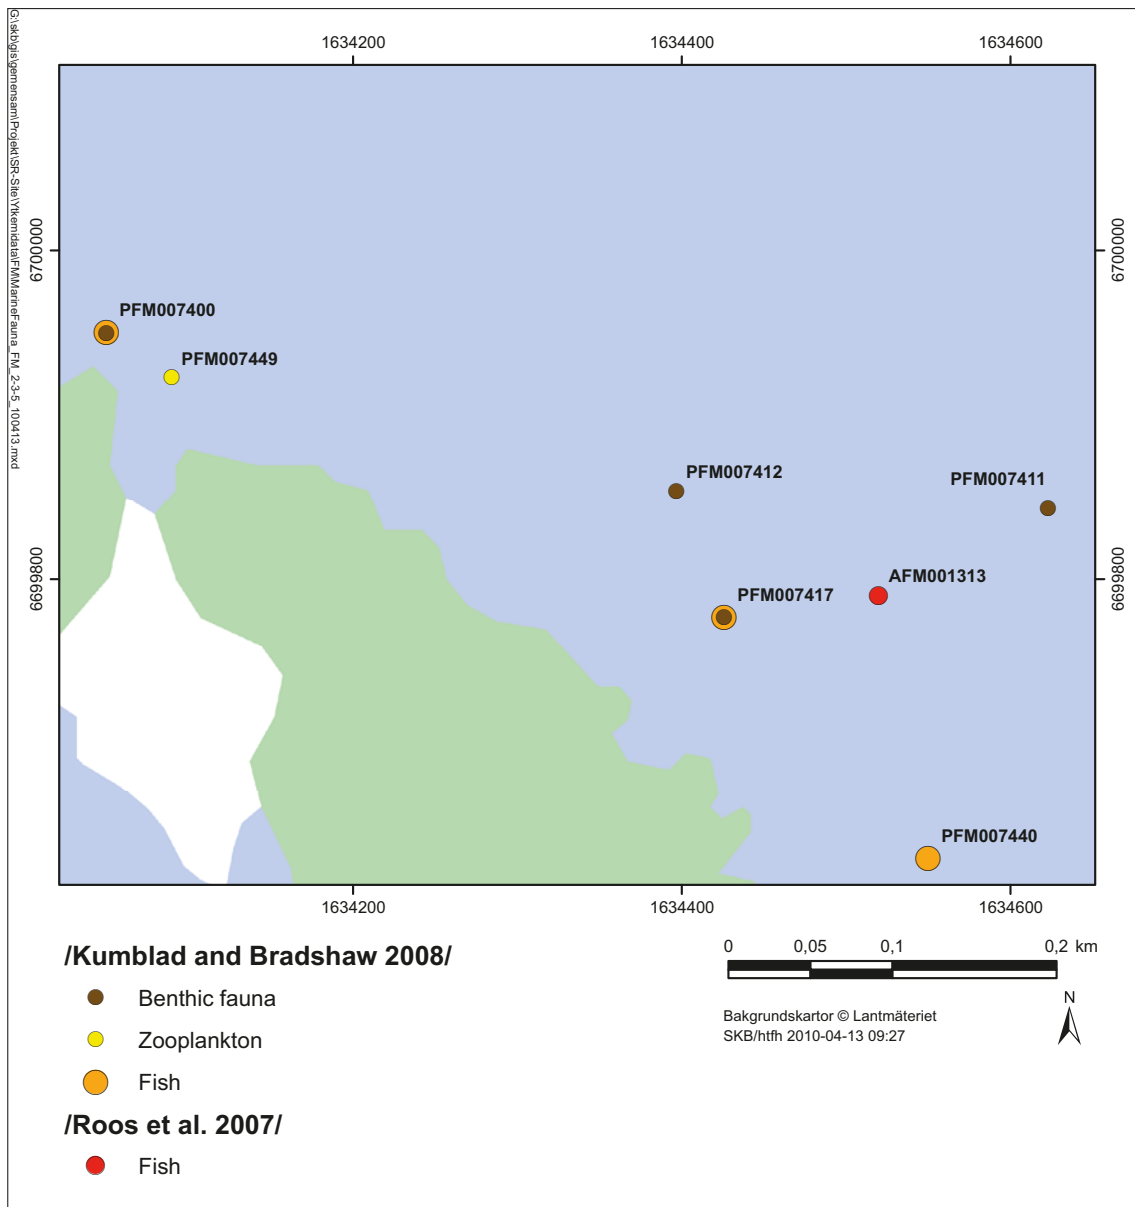 G:\skb\gis\gemensam\Projekt\SR-Site\Ytkemidata\FM\MarineFauna_FM_2-3-5_100413.mxd
1634200 1634400 1634600
6700000 6700000
PFM007400
PFM007449
PFM007412 PFM007411
6699800 AFM001313 6699800
PFM007417
PFM007440
1634200 1634400 1634600
/Kumblad and Bradshaw 2008/
Benthic fauna
Zooplankton
Fish
/Roos et al. 2007/
Fish
0 0,05 0,1 0,2 km
Bakgrundskartor © Lantmäteriet
SKB/htfh 2010-04-13 09:27
N